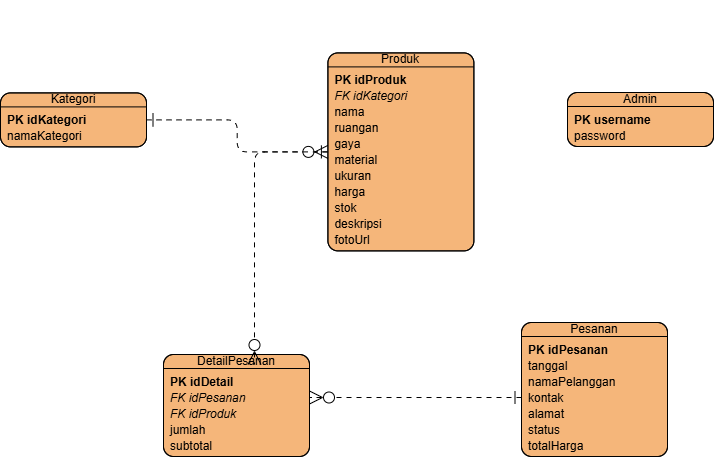 Kategori
PK idKategori
namaKategori
Produk
PK idProduk
FK idKategori
nama
ruangan
gaya
material
ukuran
harga
stok
deskripsi
fotoUrl
Admin
PK username
password
DetailPesanan
PK idDetail
FK idPesanan
FK idProduk
jumlah
subtotal
Pesanan
PK idPesanan
tanggal
namaPelanggan
kontak
alamat
status
totalHarga